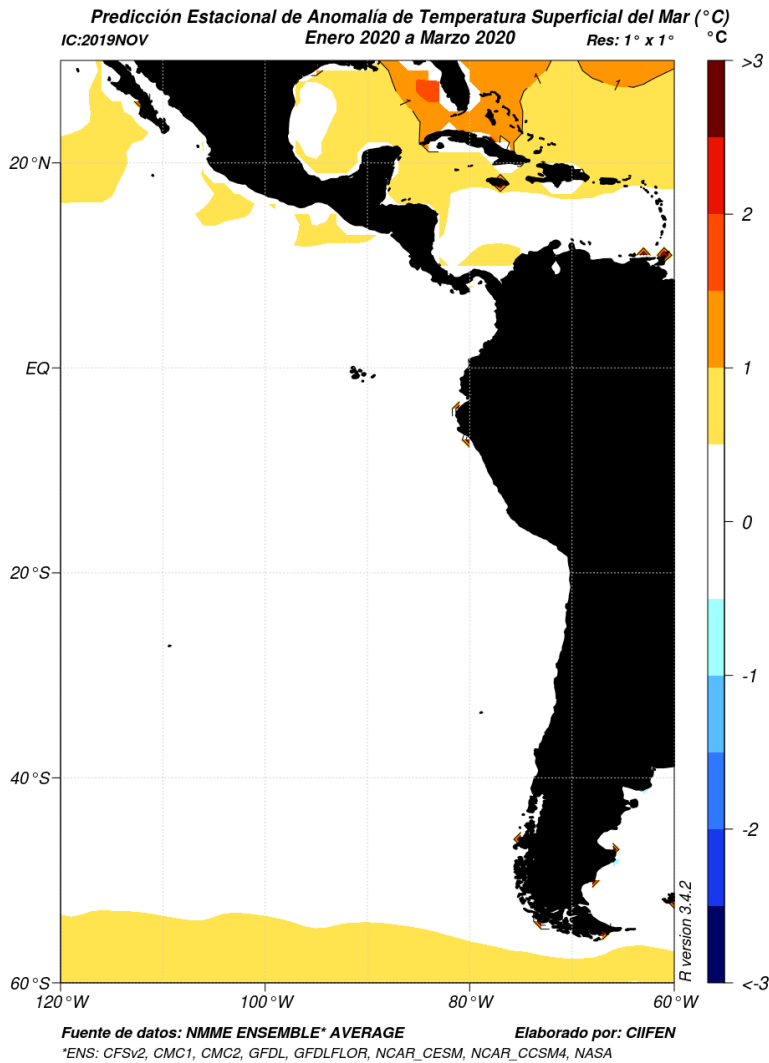 Predicción Estacional de Anomalía de Temperatura Superficial del Mar (°C)
IC:2019NOV Enero 2020 a Marzo 2020 Res: 1° x 1° °C
>3
20°N
2
1
EQ
0
20°S
-1
40°S
-2
R version 3.4.2
60°S
<-3
120°W 100°W 80°W 60°W
Fuente de datos: NMME ENSEMBLE* AVERAGE Elaborado por: CIIFEN
*ENS: CFSv2, CMC1, CMC2, GFDL, GFDLFLOR, NCAR_CESM, NCAR_CCSM4, NASA